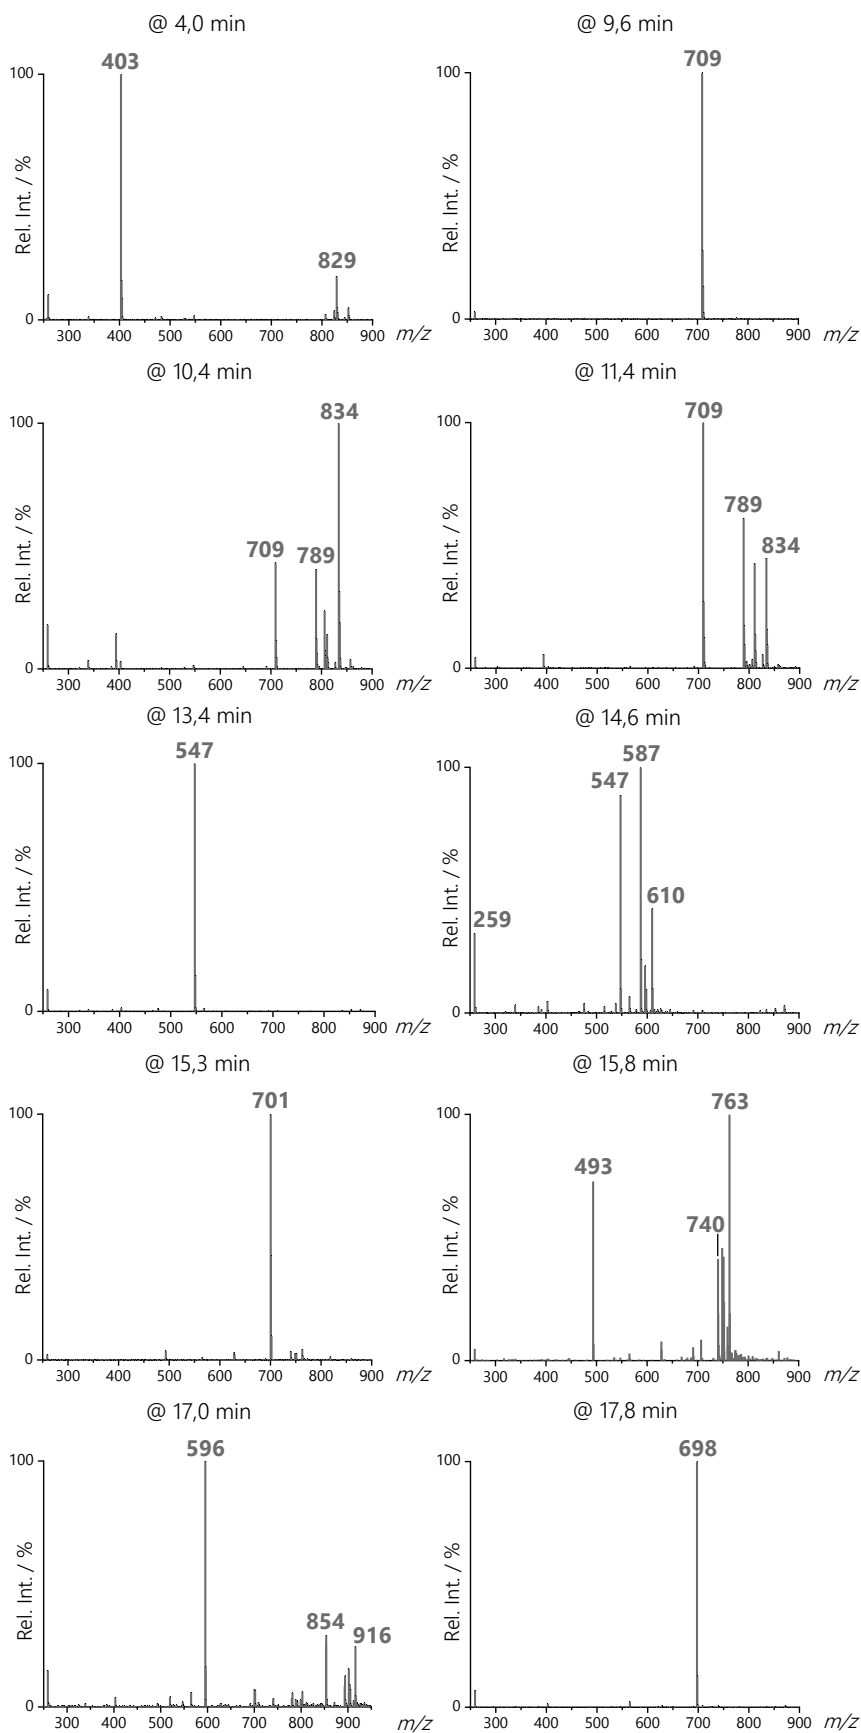 @ 4,0 min
100
Rel. Int. / %
0
403
829
300 400 500 600 700 800 900 m/z
@ 9,6 min
100
Rel. Int. / %
0
709
300 400 500 600 700 800 900 m/z
@ 10,4 min
100
Rel. Int. / %
0
834
709 789
300 400 500 600 700 800 900 m/z
@ 11,4 min
100
Rel. Int. / %
0
709
789
834
300 400 500 600 700 800 900 m/z
@ 13,4 min
100
Rel. Int. / %
0
547
300 400 500 600 700 800 900 m/z
@ 14,6 min
100
Rel. Int. / %
0
587
547
610
259
300 400 500 600 700 800 900 m/z
@ 15,3 min
100
Rel. Int. / %
0
701
300 400 500 600 700 800 900 m/z
@ 15,8 min
100
Rel. Int. / %
0
763
493
740
300 400 500 600 700 800 900 m/z
@ 17,0 min
100
Rel. Int. / %
0
596
854
916
300 400 500 600 700 800 900 m/z
@ 17,8 min
100
Rel. Int. / %
0
698
300 400 500 600 700 800 900 m/z